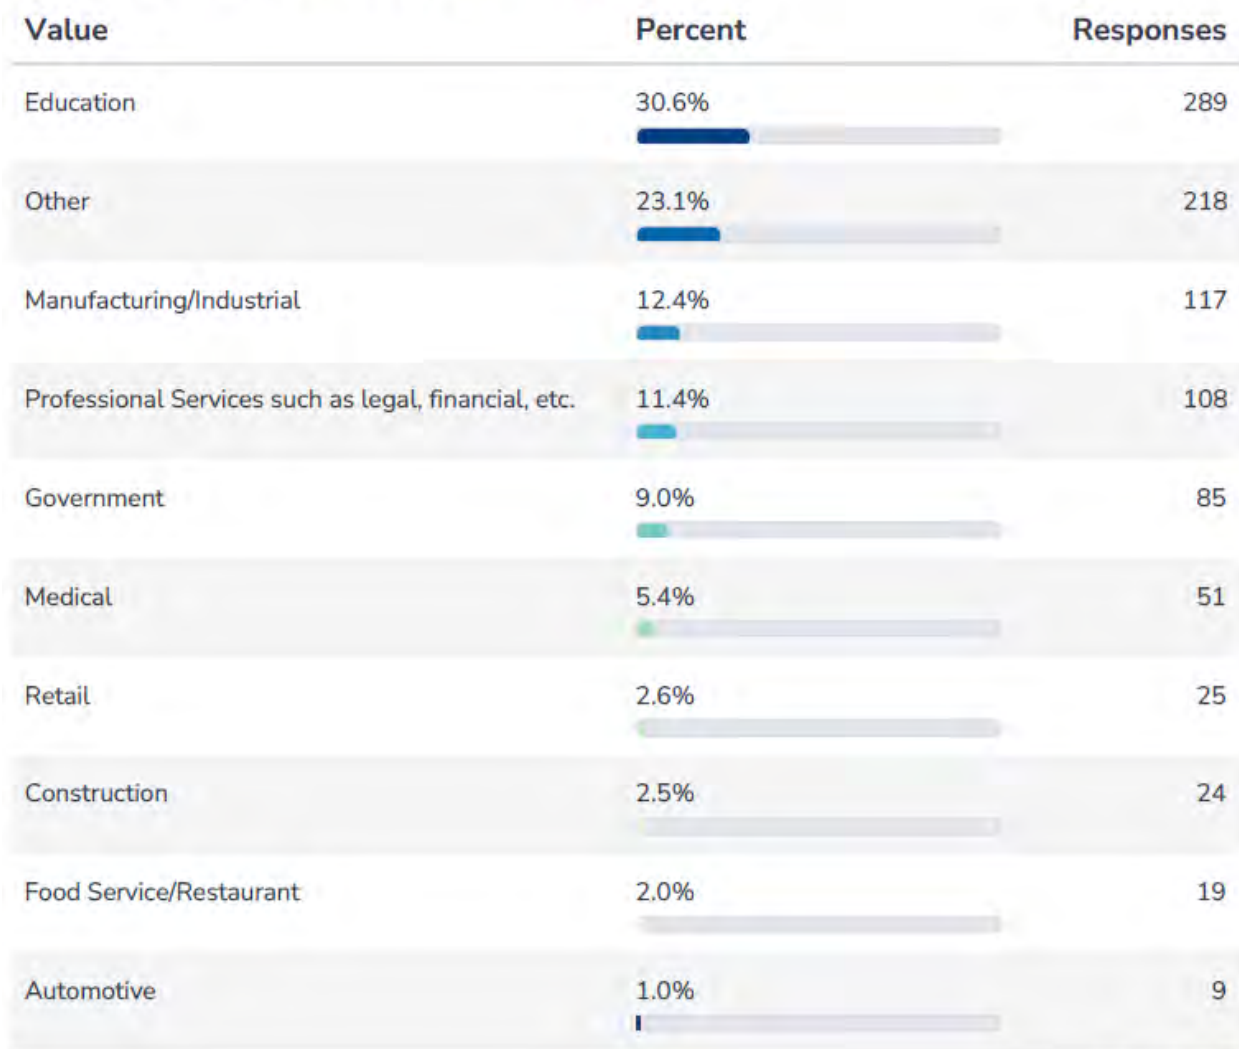 Value Percent Responses
Education 30.6% 289
Other 23.1% 218
Manufacturing/Industrial 12.4% 117
Professional Services such as legal, financial, etc. 11.4% 108
Government 9.0% 85
Medical 5.4% 51
Retail 2.6% 25
Construction 2.5% 24
Food Service/Restaurant 2.0% 19
Automotive 1.0% 9